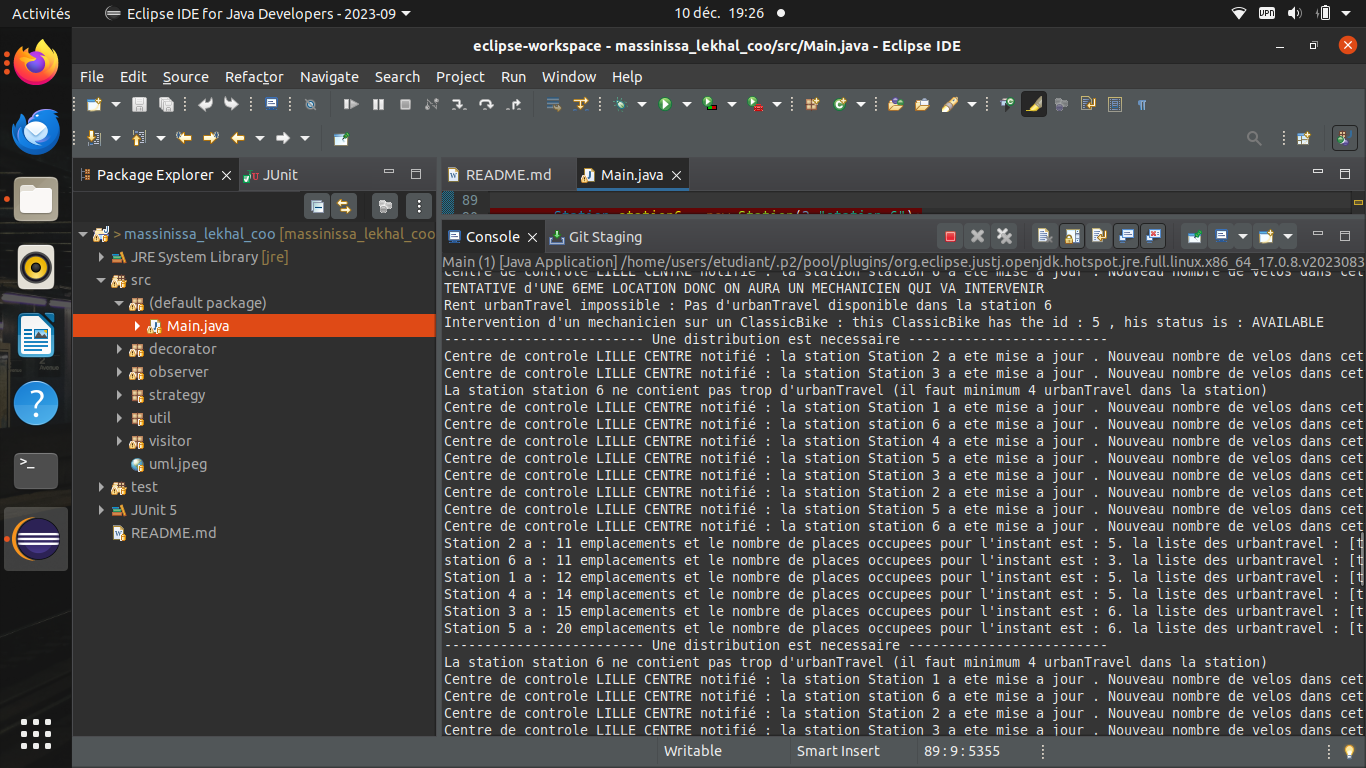 Activités
Eclipse IDE for Java Developers - 2023-09
10 déc. 19:26
VPN
eclipse-workspace - massinissa_lekhal_coo/src/Main.java - Eclipse IDE
File Edit Source Refactor Navigate Search Project Run Window Help
Package Explorer
JUnit
README.md
Main.java
89
Station station6 = new Station(2,"station 6")
Console
Git Staging
Main (1) [Java Application] /home/users/etudiant/.p2/pool/plugins/org.eclipse.justj.openjdk.hotspot.jre.full.linux.x86_64_17.0.8.v2023083
> massinissa_lekhal_coo [massinissa_lekhal_coo
JRE System Library [jre]
src
(default package)
Main.java
decorator
observer
strategy
util
visitor
uml.jpeg
test
JUnit 5
README.md
Centre de controle LILLE CENTRE notifié : la station Station 6 a ete mise a jour . Nouveau nombre de velos dans cet
TENTATIVE d'UNE 6EME LOCATION DONC ON AURA UN MECHANICIEN QUI VA INTERVENIR
Rent urbanTravel impossible : Pas d'urbanTravel disponible dans la station 6
Intervention d'un mechanicien sur un ClassicBike : this ClassicBike has the id : 5 , his status is : AVAILABLE
------------------------- Une distribution est necessaire -------------------------
Centre de controle LILLE CENTRE notifié : la station Station 2 a ete mise a jour . Nouveau nombre de velos dans cet
Centre de controle LILLE CENTRE notifié : la station Station 3 a ete mise a jour . Nouveau nombre de velos dans cet
La station station 6 ne contient pas trop d'urbanTravel (il faut minimum 4 urbanTravel dans la station)
Centre de controle LILLE CENTRE notifié : la station Station 1 a ete mise a jour . Nouveau nombre de velos dans cet
Centre de controle LILLE CENTRE notifié : la station Station 6 a ete mise a jour . Nouveau nombre de velos dans cet
Centre de controle LILLE CENTRE notifié : la station Station 4 a ete mise a jour . Nouveau nombre de velos dans cet
Centre de controle LILLE CENTRE notifié : la station Station 5 a ete mise a jour . Nouveau nombre de velos dans cet
Centre de controle LILLE CENTRE notifié : la station Station 3 a ete mise a jour . Nouveau nombre de velos dans cet
Centre de controle LILLE CENTRE notifié : la station Station 2 a ete mise a jour . Nouveau nombre de velos dans cet
Centre de controle LILLE CENTRE notifié : la station Station 5 a ete mise a jour . Nouveau nombre de velos dans cet
Centre de controle LILLE CENTRE notifié : la station Station 6 a ete mise a jour . Nouveau nombre de velos dans cet
Station 2 a : 11 emplacements et le nombre de places occupees pour l'instant est : 5. la liste des urbantravel : [t
station 6 a : 11 emplacements et le nombre de places occupees pour l'instant est : 3. la liste des urbantravel : [t
Station 1 a : 12 emplacements et le nombre de places occupees pour l'instant est : 5. la liste des urbantravel : [t
Station 4 a : 14 emplacements et le nombre de places occupees pour l'instant est : 5. la liste des urbantravel : [t
Station 3 a : 15 emplacements et le nombre de places occupees pour l'instant est : 6. la liste des urbantravel : [t
Station 5 a : 20 emplacements et le nombre de places occupees pour l'instant est : 6. la liste des urbantravel : [t
------------------------- Une distribution est necessaire -------------------------
La station station 6 ne contient pas trop d'urbanTravel (il faut minimum 4 urbanTravel dans la station)
Centre de controle LILLE CENTRE notifié : la station Station 1 a ete mise a jour . Nouveau nombre de velos dans cet
Centre de controle LILLE CENTRE notifié : la station Station 6 a ete mise a jour . Nouveau nombre de velos dans cet
Centre de controle LILLE CENTRE notifié : la station Station 2 a ete mise a jour . Nouveau nombre de velos dans cet
Centre de controle LILLE CENTRE notifié : la station Station 3 a ete mise a jour . Nouveau nombre de velos dans cet
Writable
Smart Insert
89 : 9 : 5355